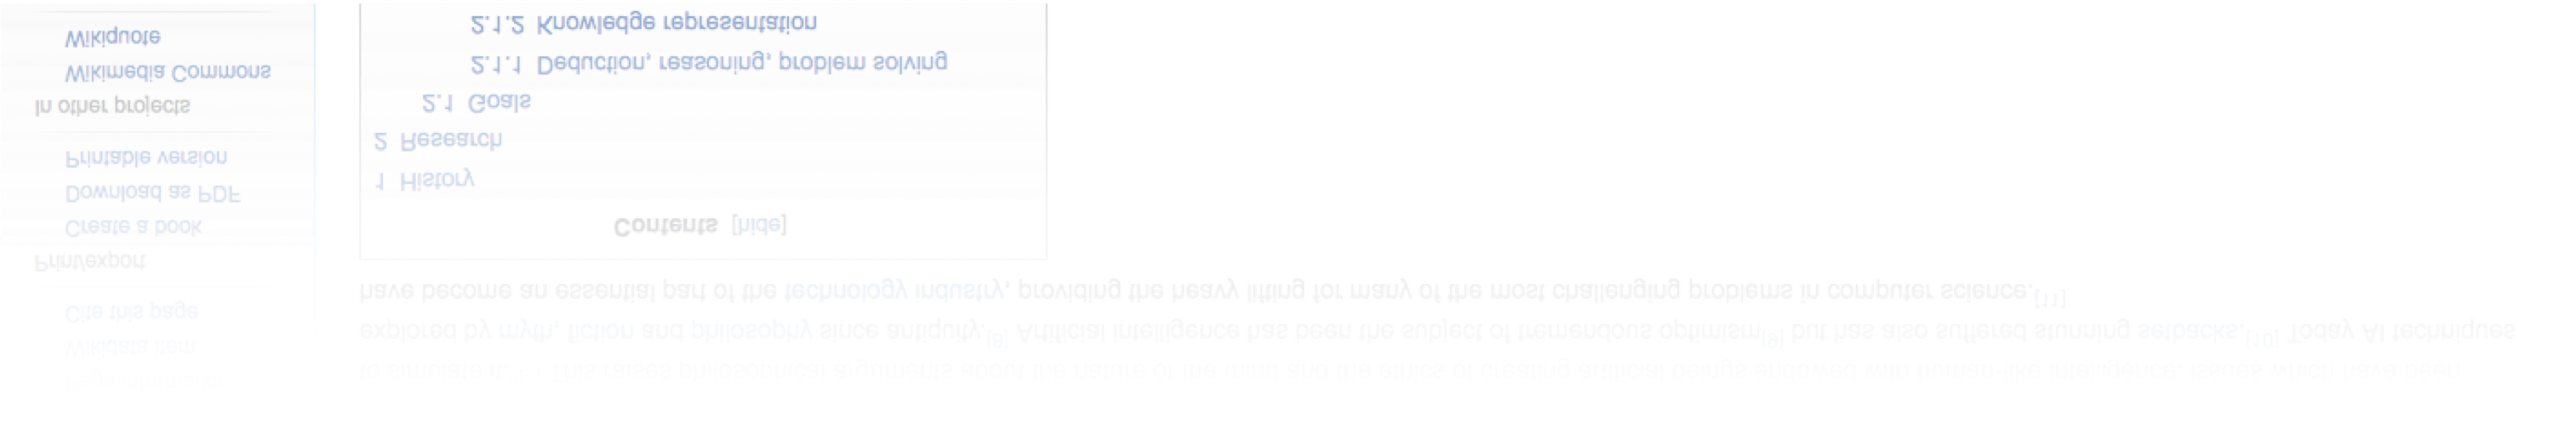 Wikidata item
Cite this page
Print/export
Create a book
Download as PDF
Printable version
In other projects
Wikimedia Commons
Wikiquote
to simulate it. This raises philosophical arguments about the nature of the mind and the ethics of creating artificial beings endowed with human-like intelligence, issues which have been
explored by myth, fiction and philosophy since antiquity.[8] Artificial intelligence has been the subject of tremendous optimism[9] but has also suffered stunning setbacks.[10] Today AI techniques
have become an essential part of the technology industry, providing the heavy lifting for many of the most challenging problems in computer science.[11]
Contents [hide]
1 History
2 Research
2.1 Goals
2.1.1 Deduction, reasoning, problem solving
2.1.2 Knowledge representation